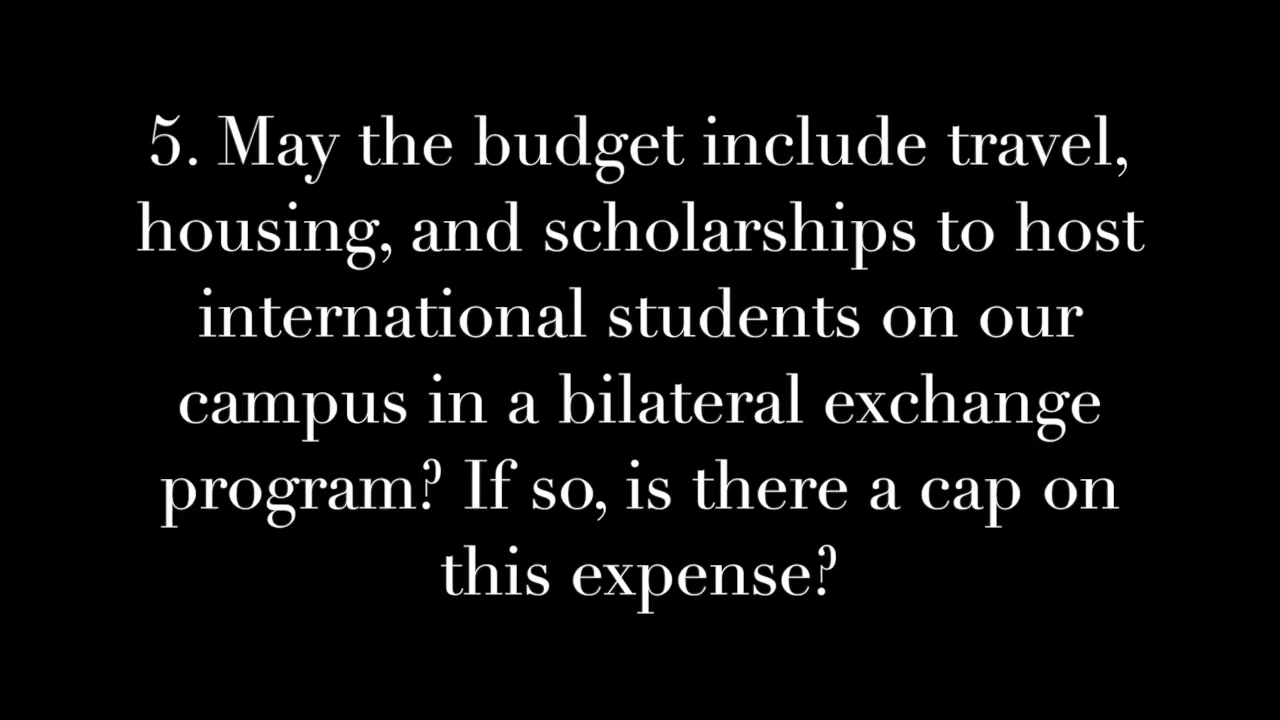 5. May the budget include travel,
housing, and scholarships to host
international students on our
campus in a bilateral exchange
program? If so, is there a cap on
this expense?